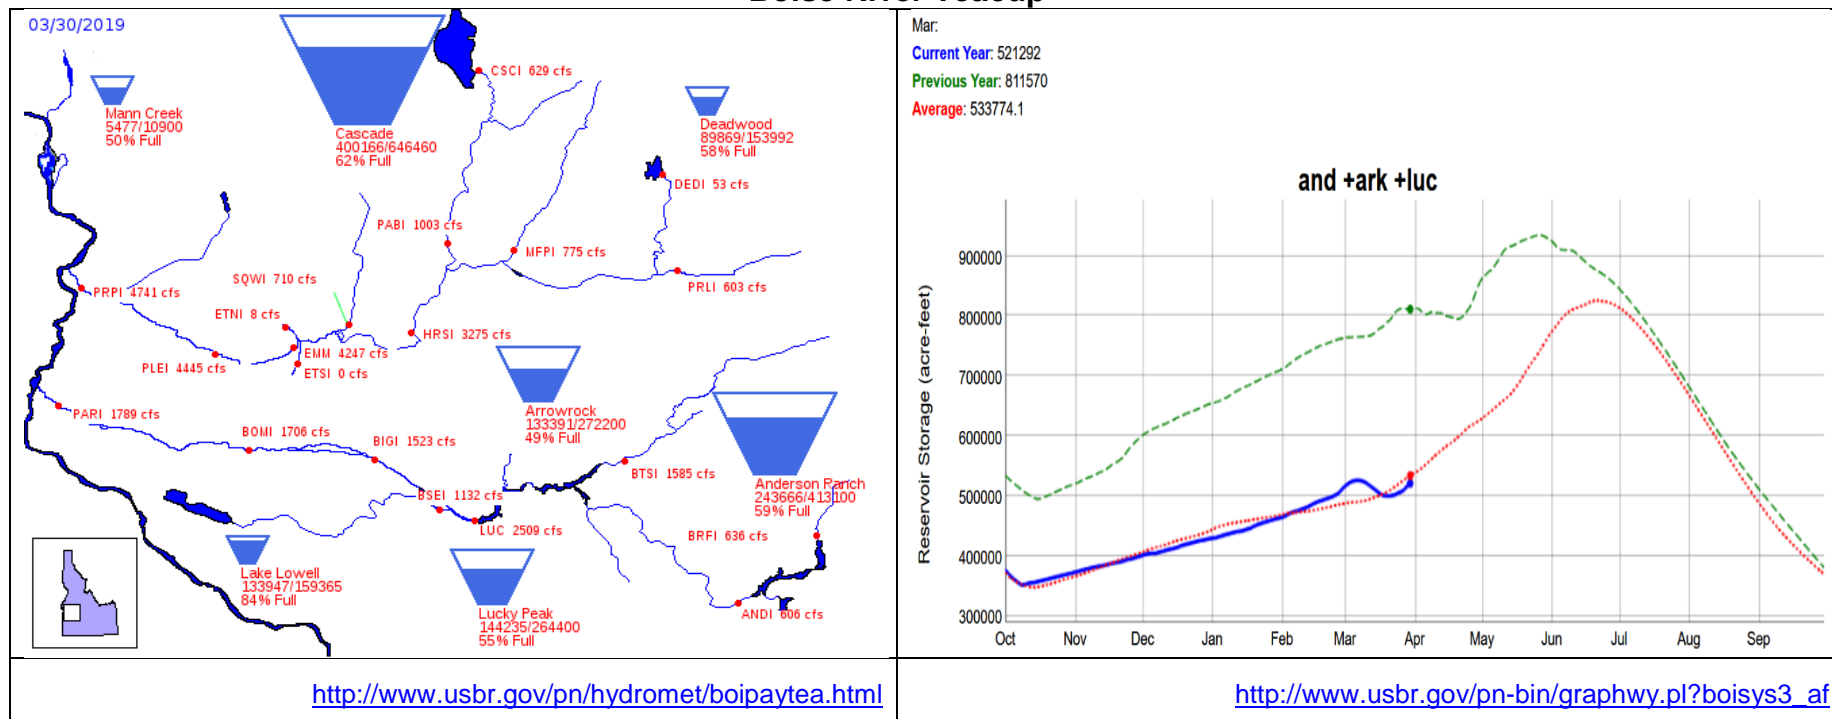 Boise River Teacup
03/30/2019
Mann Creek
5477/10900
50% Full
Cascade
400166/646460
62% Full
CSCI 629 cfs
Deadwood
89869/153992
58% Full
DEDI 53 cfs
PABI 1003 cfs
MFPI 775 cfs
SQWI 710 cfs
PRPI 4741 cfs
PRLI 603 cfs
ETNI 8 cfs
HRSI 3275 cfs
EMM 4247 cfs
PLEI 4445 cfs
ETSI 0 cfs
PARI 1789 cfs
Arrowrock
133391/272200
49% Full
BOMI 1706 cfs
BIGI 1523 cfs
BTSI 1585 cfs
Anderson Ranch
243666/413100
59% Full
BSEI 1132 cfs
LUC 2509 cfs
BRFI 636 cfs
Lake Lowell
133947/159365
84% Full
Lucky Peak
144235/264400
55% Full
ANDI 606 cfs
http://www.usbr.gov/pn/hydromet/boipaytea.html
Mar:
Current Year: 521292
Previous Year: 811570
Average: 533774.1
and +ark +luc
Reservoir Storage (acre-feet)
900000
800000
700000
600000
500000
400000
300000
Oct Nov Dec Jan Feb Mar Apr May Jun Jul Aug Sep
http://www.usbr.gov/pn-bin/graphwy.pl?boisys3_af